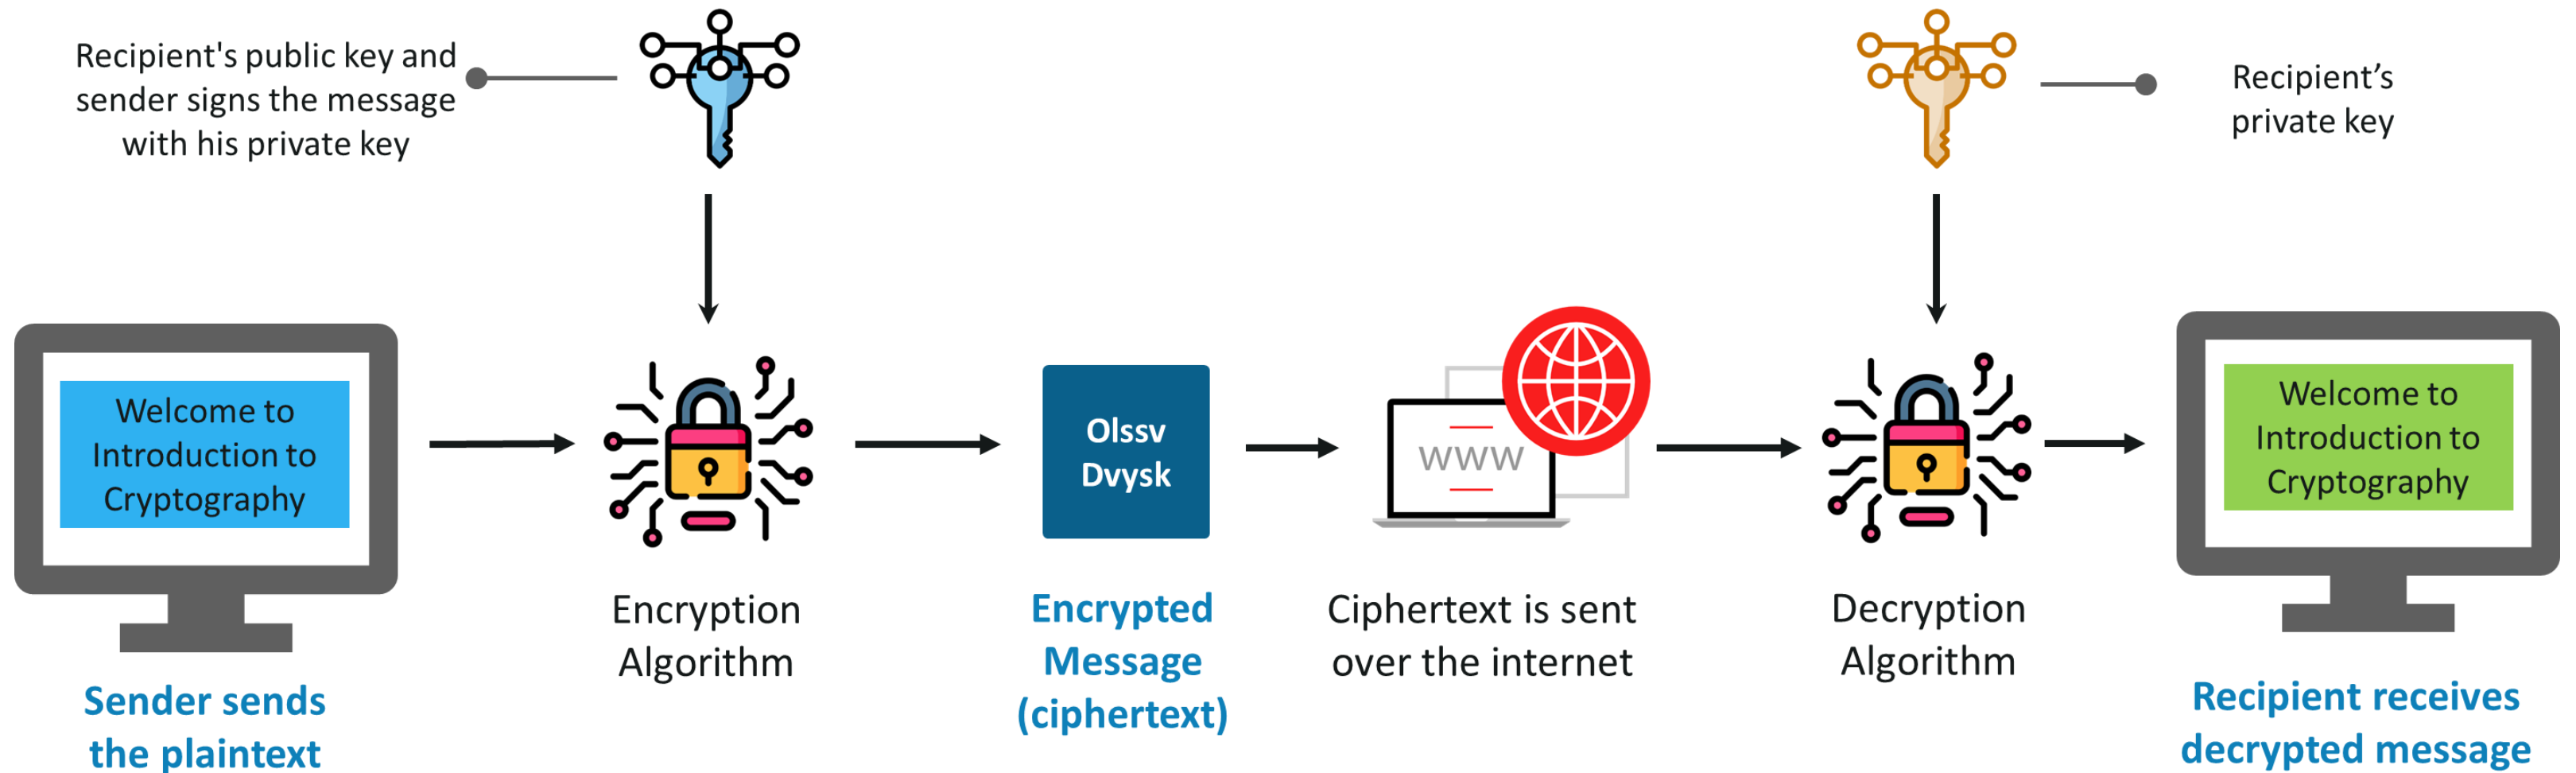 Recipient's public key and
sender signs the message
with his private key
Recipient’s
private key
Welcome to
Introduction to
Cryptography
Olssv
Dvysk
WWW
Welcome to
Introduction to
Cryptography
Encryption
Algorithm
Encrypted
Message
(ciphertext)
Ciphertext is sent
over the internet
Decryption
Algorithm
Sender sends
the plaintext
Recipient receives
decrypted message